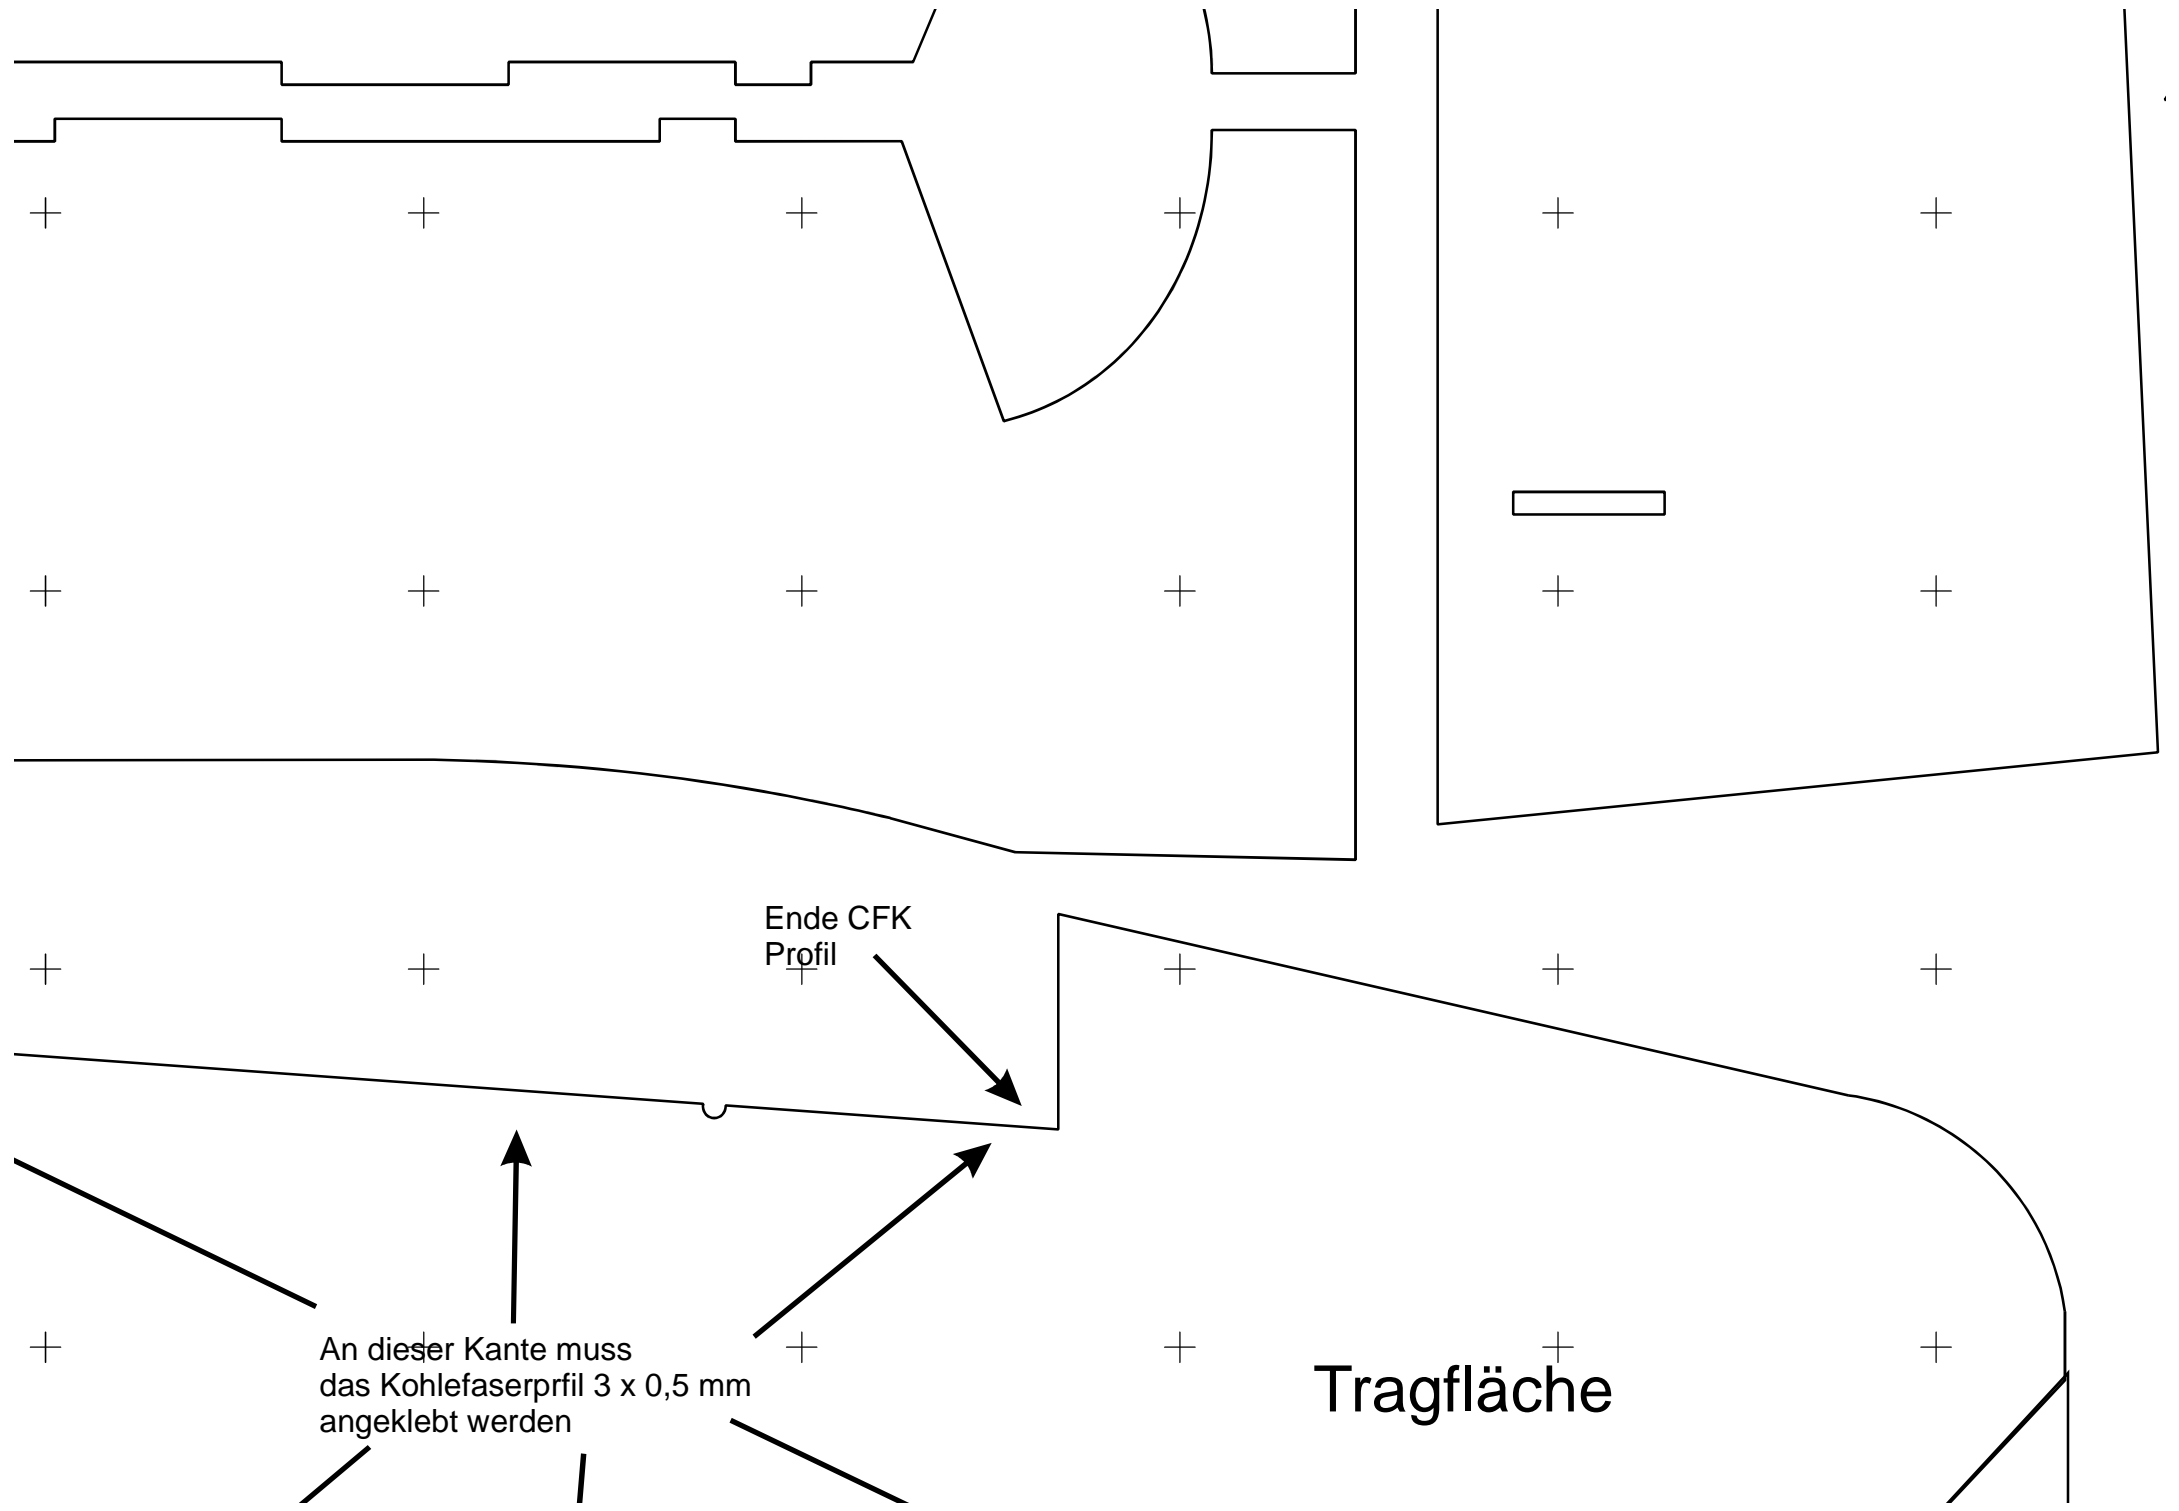 Ende CFK
Profil
An dieser Kante muss
das Kohlefaserprfil 3 x 0,5 mm
angeklebt werden
Tragfläche